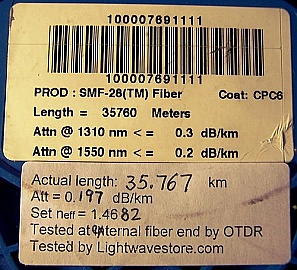 100007691111
100007691111
PROD : SMF-28(TM) Fiber Coat: CPC6
Length = 35760 Meters
Attn @ 1310 nm < = 0.3 dB/km
Attn @ 1550 nm < = 0.2 dB/km
Actual length: 35.767 km
Att = 0.197 dB/km
Set neff = 1.4682
Tested at internal fiber end by OTDR
Tested by Lightwavestore.com